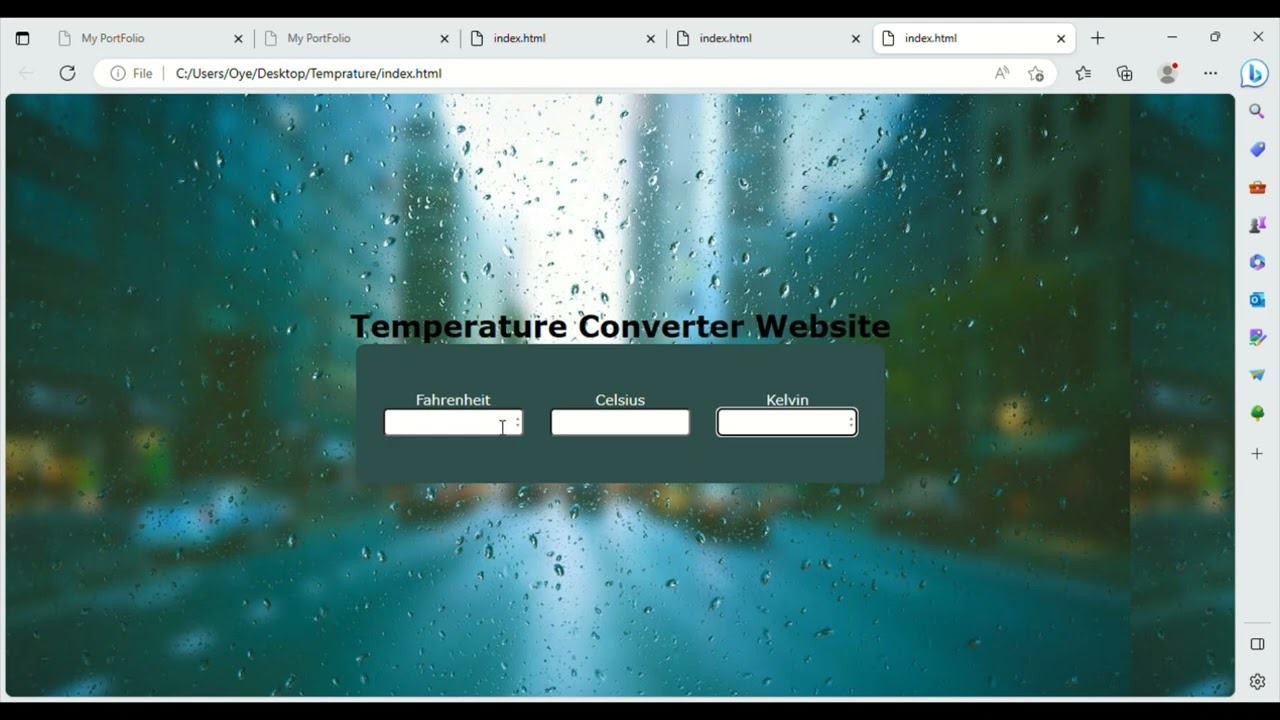 My PortFolio
My PortFolio
index.html
index.html
index.html
File
C:/Users/Oye/Desktop/Temprature/index.html
Temperature Converter Website
Fahrenheit
Celsius
Kelvin